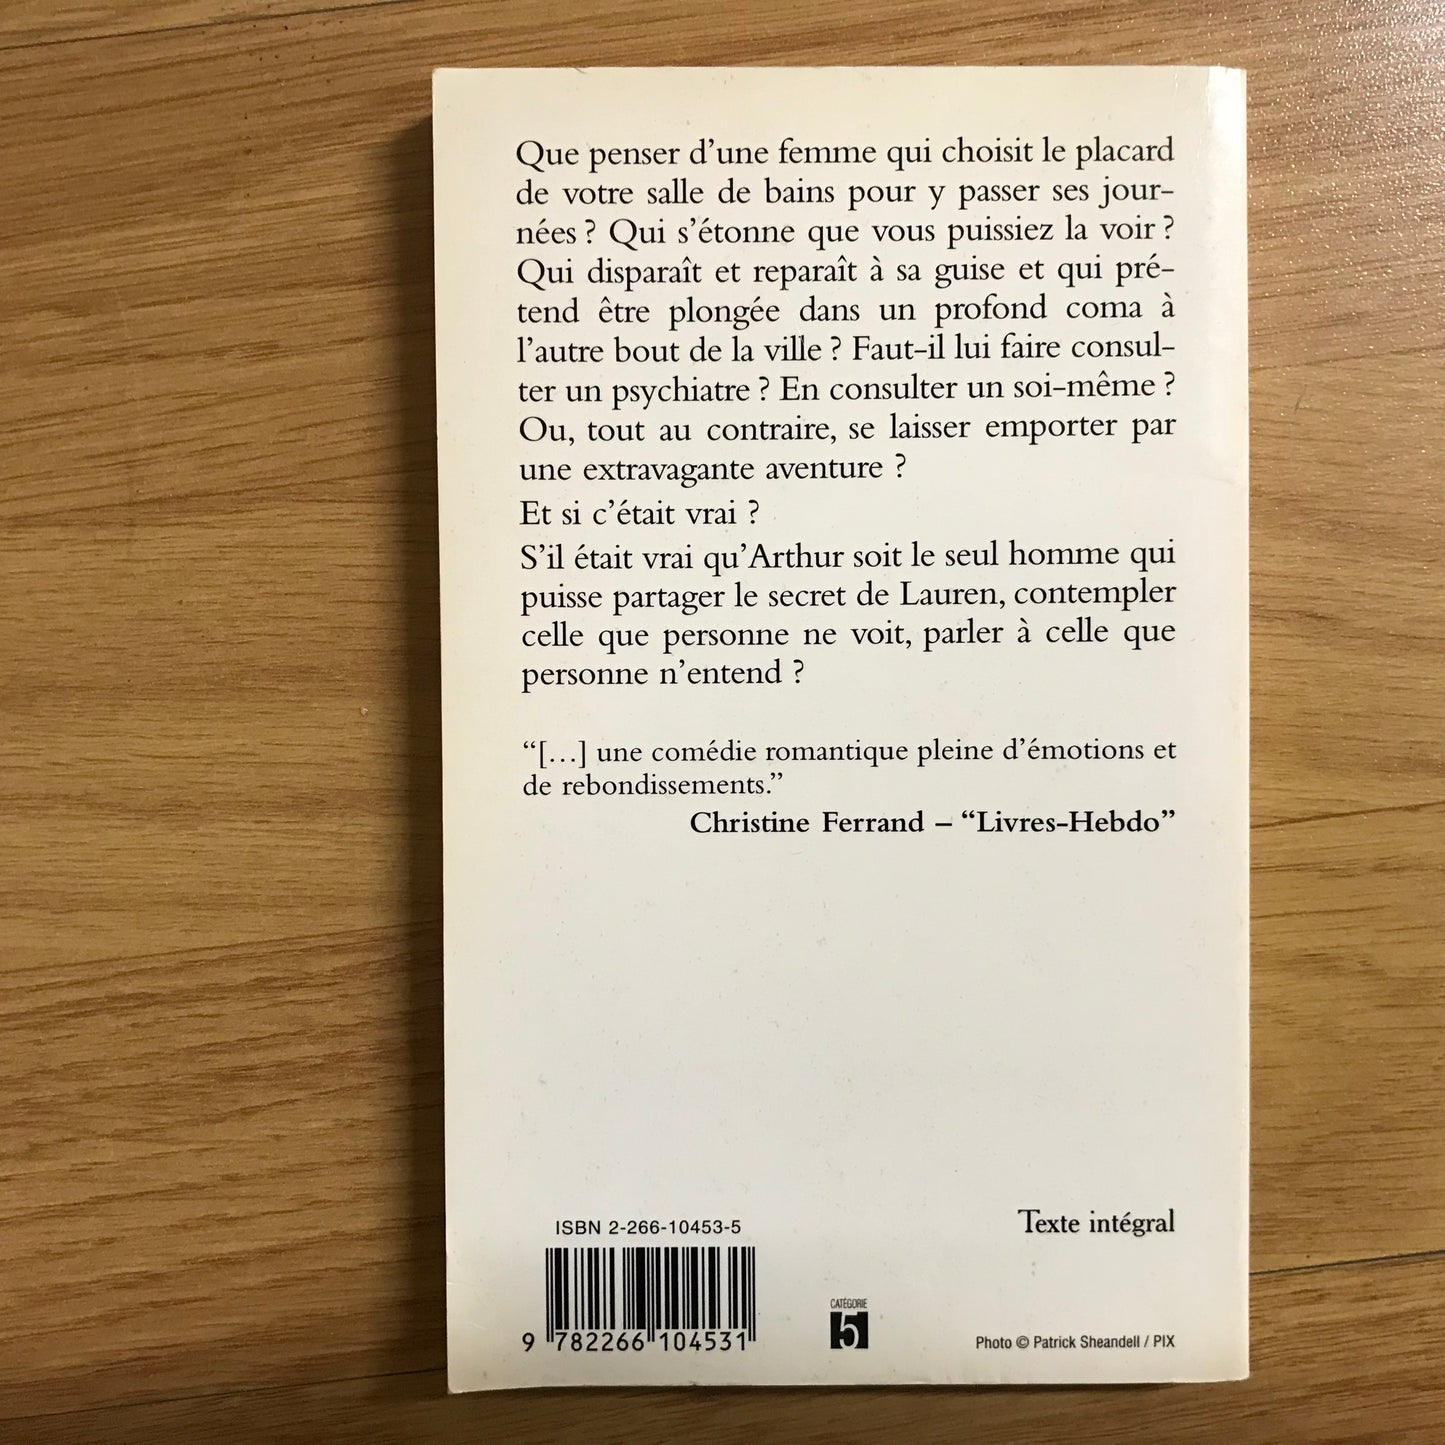 Que penser d’une femme qui choisit le placard
de votre salle de bains pour y passer ses jour-
nées ? Qui s’étonne que vous puissiez la voir ?
Qui disparaît et reparaît à sa guise et qui pré-
tend être plongée dans un profond coma à
l’autre bout de la ville ? Faut-il lui faire consul-
ter un psychiatre ? En consulter un soi-même ?
Ou, tout au contraire, se laisser emporter par
une extravagante aventure ?
Et si c’était vrai ?
S’il était vrai qu’Arthur soit le seul homme qui
puisse partager le secret de Lauren, contempler
celle que personne ne voit, parler à celle que
personne n’entend ?
“[…] une comédie romantique pleine d’émotions et
de rebondissements.”
Christine Ferrand – “Livres-Hebdo”
ISBN 2-266-10453-5
9 782266 104531
CATÉGORIE
5
Texte intégral
Photo © Patrick Sheandell / PIX